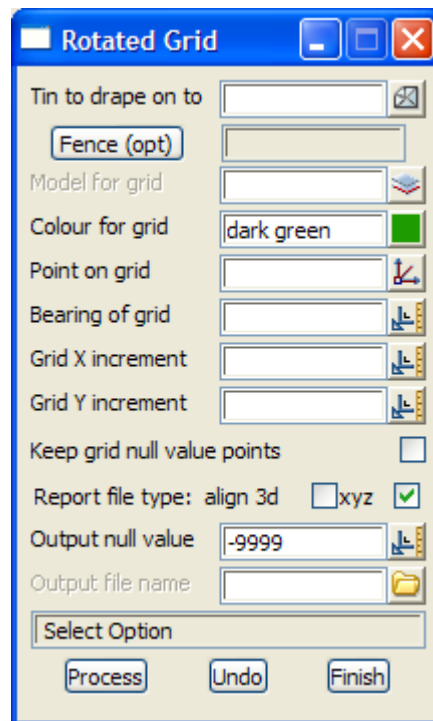 Rotated Grid
Tin to drape on to
Fence (opt)
Model for grid
Colour for grid dark green
Point on grid
Bearing of grid
Grid X increment
Grid Y increment
Keep grid null value points
Report file type: align 3d xyz
Output null value -9999
Output file name
Select Option
Process Undo Finish